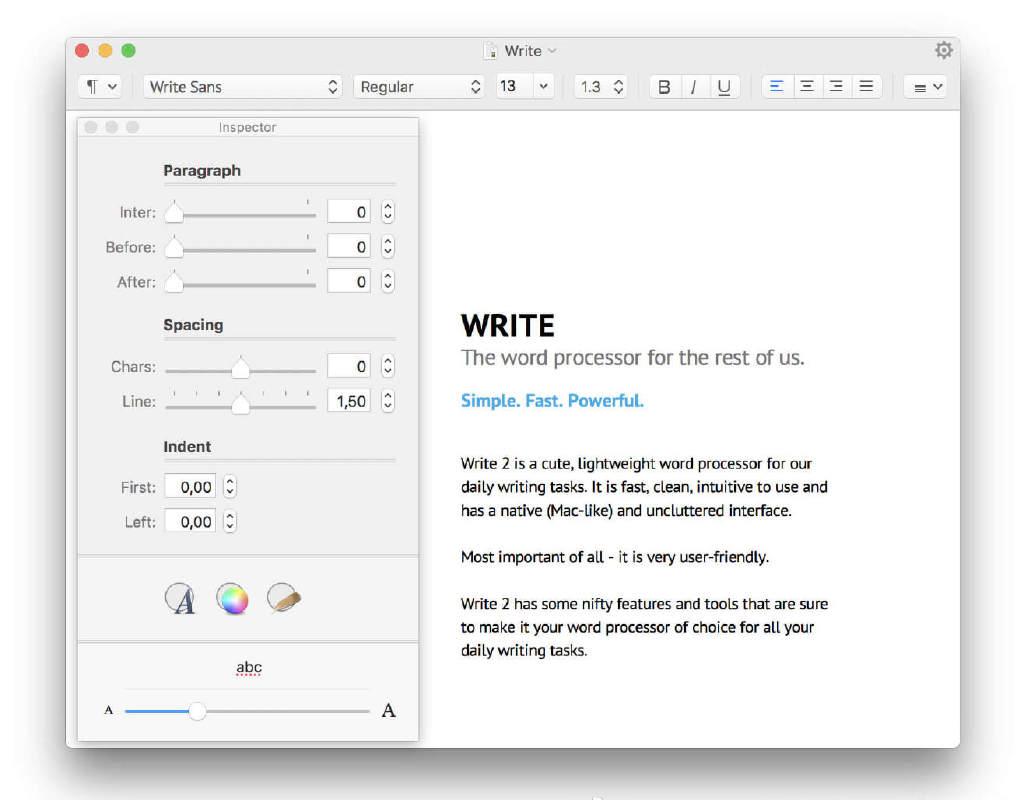 Write
¶ Write Sans Regular 13 1.3 B I U
Inspector
Paragraph
Inter: 0
Before: 0
After: 0
Spacing
Chars: 0
Line: 1,50
Indent
First: 0,00
Left: 0,00
A
abc
A A
WRITE
The word processor for the rest of us.
Simple. Fast. Powerful.
Write 2 is a cute, lightweight word processor for our
daily writing tasks. It is fast, clean, intuitive to use and
has a native (Mac-like) and uncluttered interface.
Most important of all - it is very user-friendly.
Write 2 has some nifty features and tools that are sure
to make it your word processor of choice for all your
daily writing tasks.